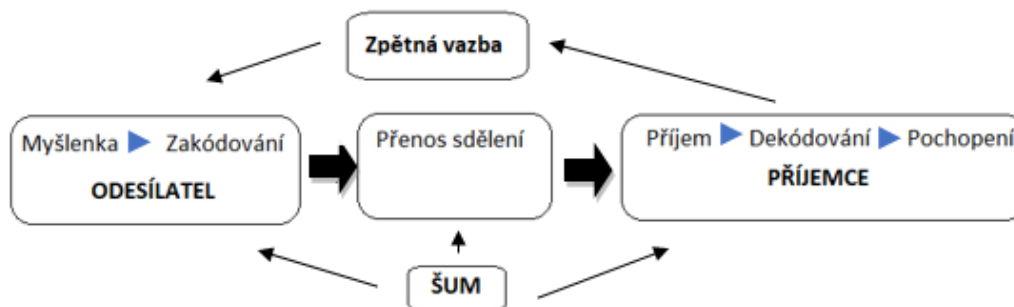 Zpětná vazba
Myšlenka Zakódování
ODESÍLATEL
Přenos sdělení
Příjem Dekódování Pochopení
PŘÍJEMCE
ŠUM